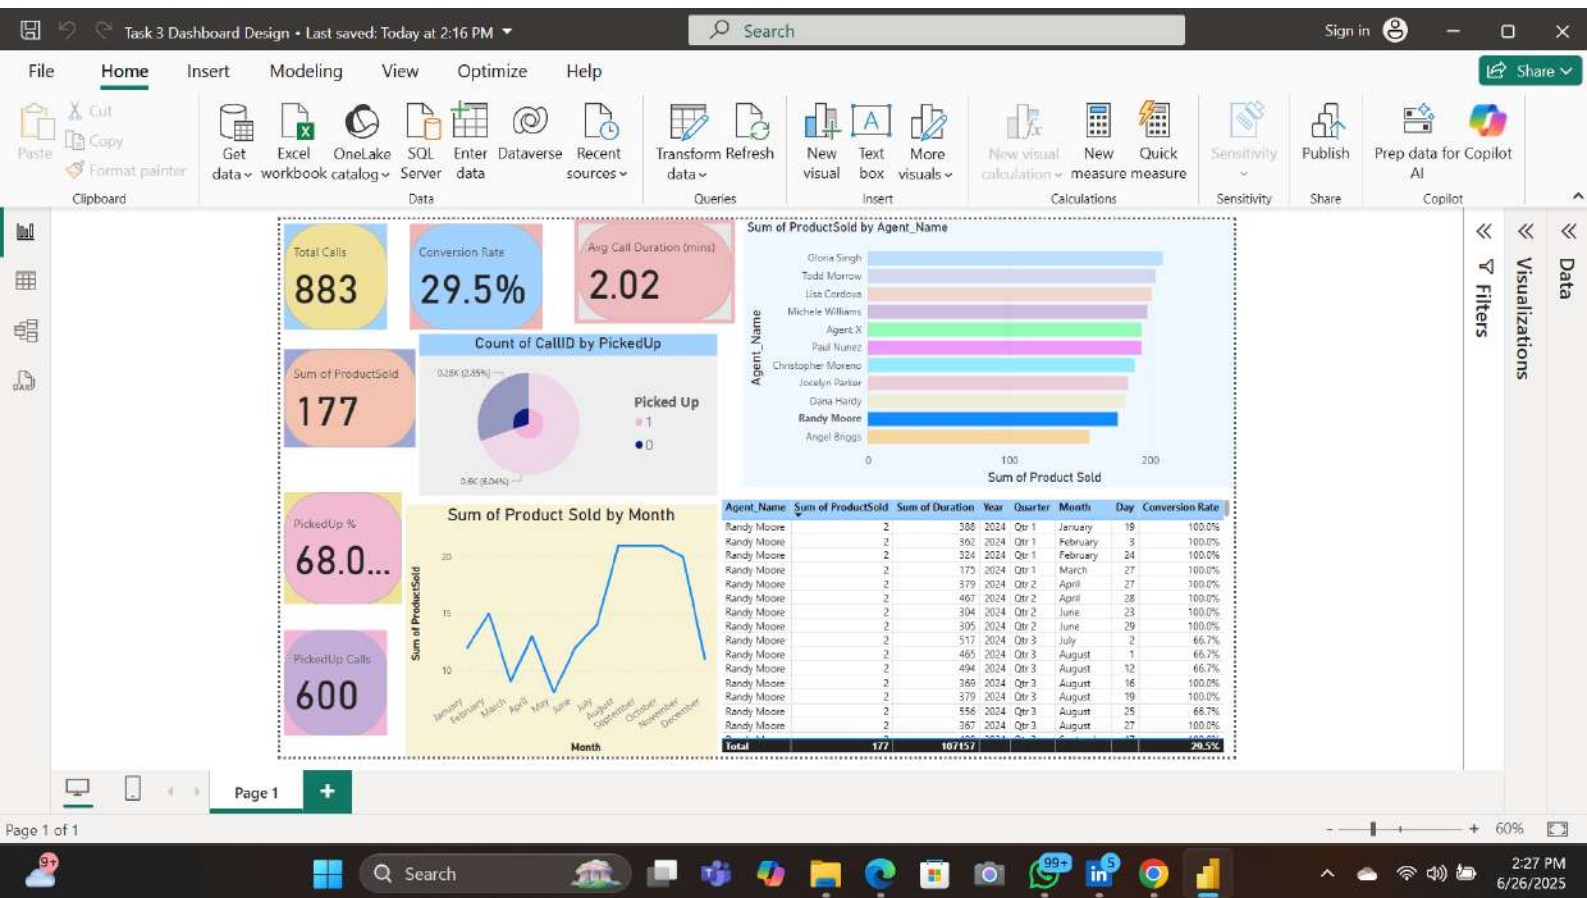 Task 3 Dashboard Design • Last saved: Today at 2:16 PM
Search
Sign in
File Home Insert Modeling View Optimize Help
Share
Paste
Cut
Copy
Format painter
Clipboard
Get data
Excel workbook
OneLake catalog
SQL Server
Enter data
Dataverse
Recent sources
Data
Transform data
Refresh
Queries
New visual
Text box
More visuals
Insert
New visual calculation
New measure
Quick measure
Calculations
Sensitivity
Sensitivity
Publish
Share
Prep data for AI
Copilot
Copilot
Total Calls
883
Conversion Rate
29.5%
Avg Call Duration (mins)
2.02
Sum of ProductSold
177
PickedUp %
68.0...
PickedUp Calls
600
Count of CallID by PickedUp
0.28K (2.85%)
0.6K (6.04%)
Picked Up
1
0
Sum of ProductSold by Agent_Name
Agent_Name
Gloria Singh
Todd Morrow
Lisa Cordova
Michele Williams
Agent X
Paul Nunez
Christopher Moreno
Jocelyn Parker
Dana Hardy
Randy Moore
Angel Briggs
0 100 200
Sum of Product Sold
Sum of Product Sold by Month
Sum of ProductSold
20
15
10
January February March April May June July August September October November December
Month
Agent_Name Sum of ProductSold Sum of Duration Year Quarter Month Day Conversion Rate
Randy Moore 2 388 2024 Qtr 1 January 19 100.0%
Randy Moore 2 362 2024 Qtr 1 February 3 100.0%
Randy Moore 2 324 2024 Qtr 1 February 24 100.0%
Randy Moore 2 175 2024 Qtr 1 March 27 100.0%
Randy Moore 2 379 2024 Qtr 2 April 27 100.0%
Randy Moore 2 467 2024 Qtr 2 April 28 100.0%
Randy Moore 2 304 2024 Qtr 2 June 23 100.0%
Randy Moore 2 305 2024 Qtr 2 June 29 100.0%
Randy Moore 2 517 2024 Qtr 3 July 2 66.7%
Randy Moore 2 465 2024 Qtr 3 August 1 66.7%
Randy Moore 2 494 2024 Qtr 3 August 12 66.7%
Randy Moore 2 369 2024 Qtr 3 August 16 100.0%
Randy Moore 2 379 2024 Qtr 3 August 19 100.0%
Randy Moore 2 556 2024 Qtr 3 August 25 66.7%
Randy Moore 2 367 2024 Qtr 3 August 27 100.0%
Total 177 107157 29.5%
Filters
Visualizations
Data
Page 1
Page 1 of 1
60%
9+
Search
99+
5
2:27 PM
6/26/2025